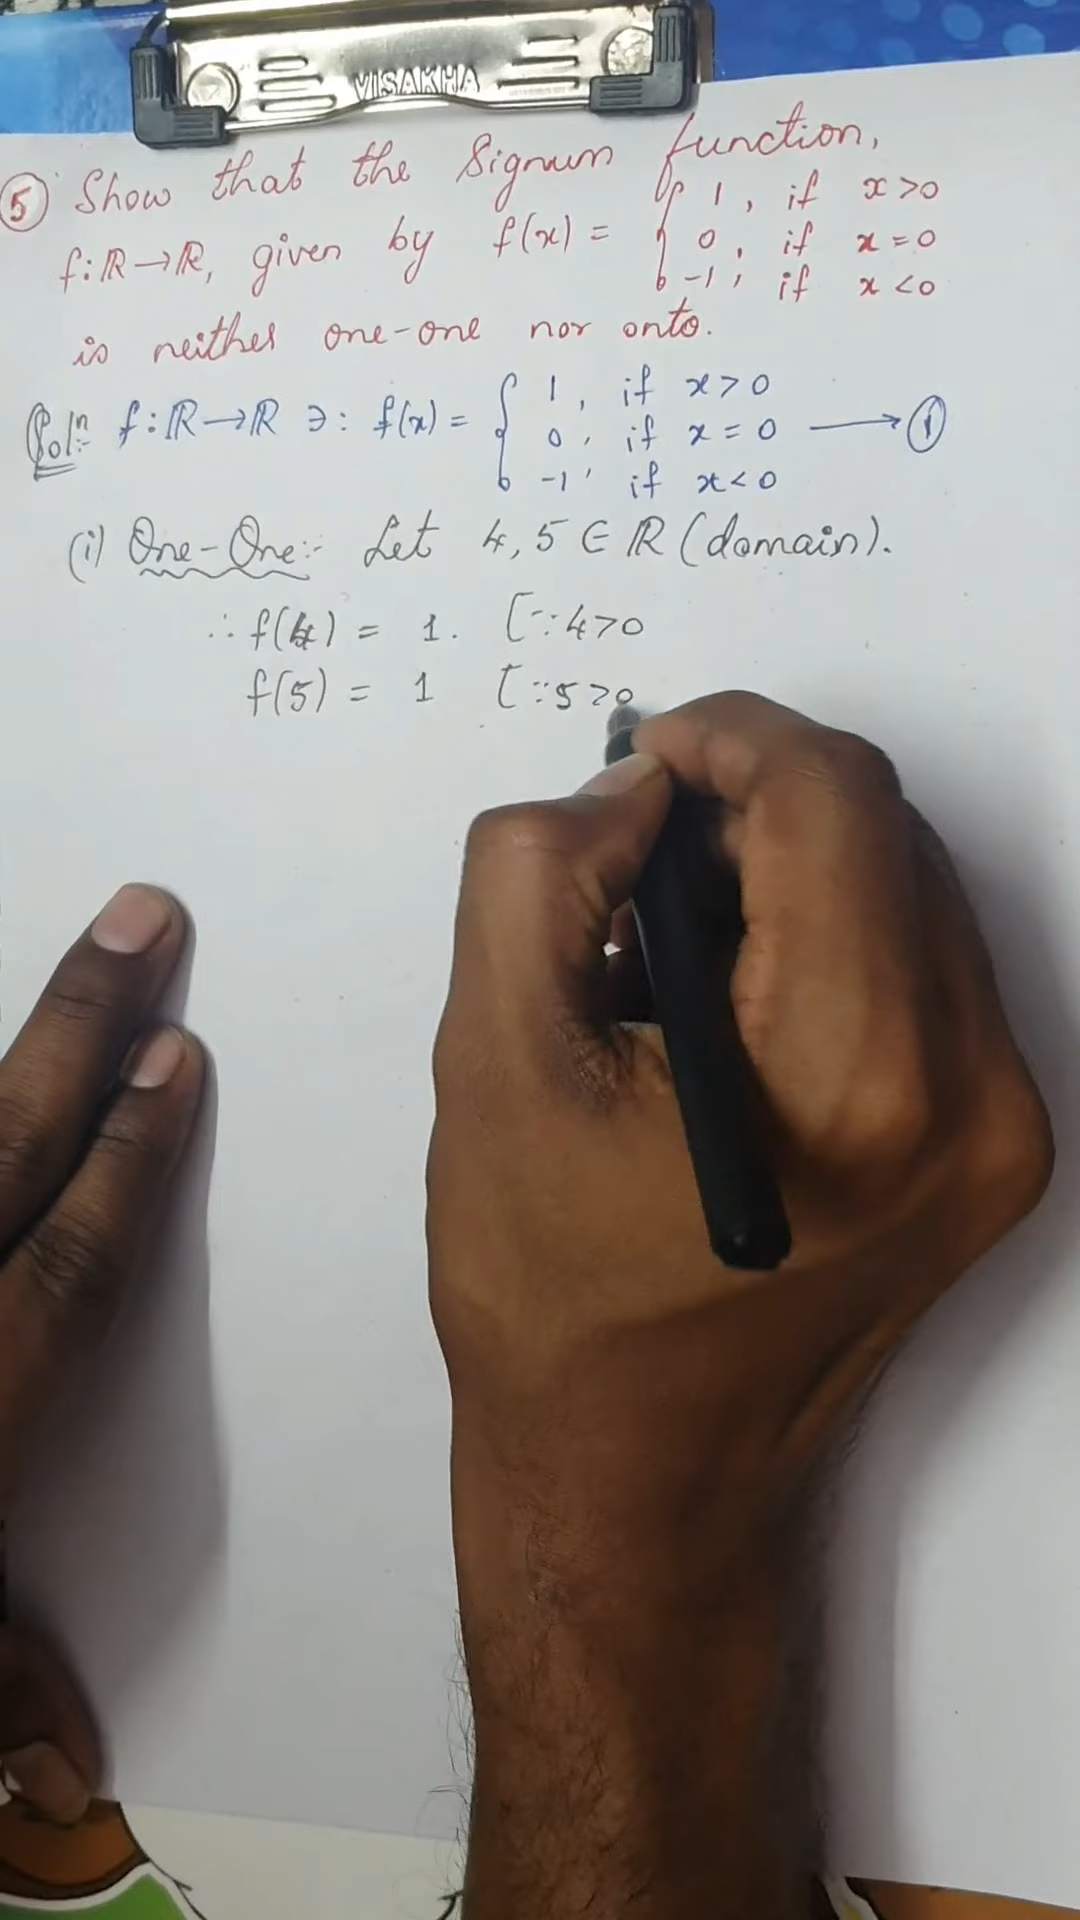 VISAKHA
5 Show that the Signum function,
f:ℝ→ℝ, given by f(x) = { 1, if x>0
0, if x=0
-1, if x<0
is neither one-one nor onto.
Soln:- f:ℝ→ℝ ∋: f(x) = { 1, if x>0
0, if x=0 ⟶ 1
-1, if x<0
(i) One-One:- Let 4,5 ∈ ℝ (domain).
∴ f(4) = 1. [∵4>0
f(5) = 1 [∵5>0